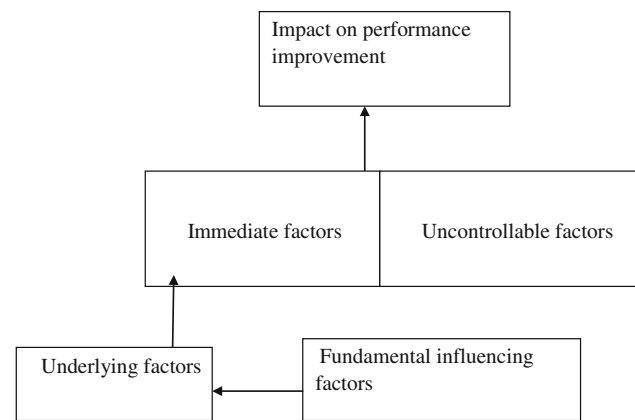 Impact on performance
improvement
Immediate factors
Uncontrollable factors
Underlying factors
Fundamental influencing
factors